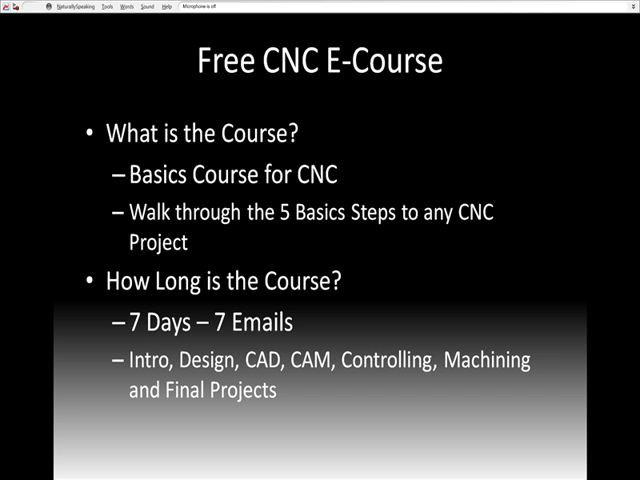 NaturallySpeaking Tools Words Sound Help Microphone is off
Free CNC E-Course
• What is the Course?
– Basics Course for CNC
– Walk through the 5 Basics Steps to any CNC
Project
• How Long is the Course?
– 7 Days – 7 Emails
– Intro, Design, CAD, CAM, Controlling, Machining
and Final Projects